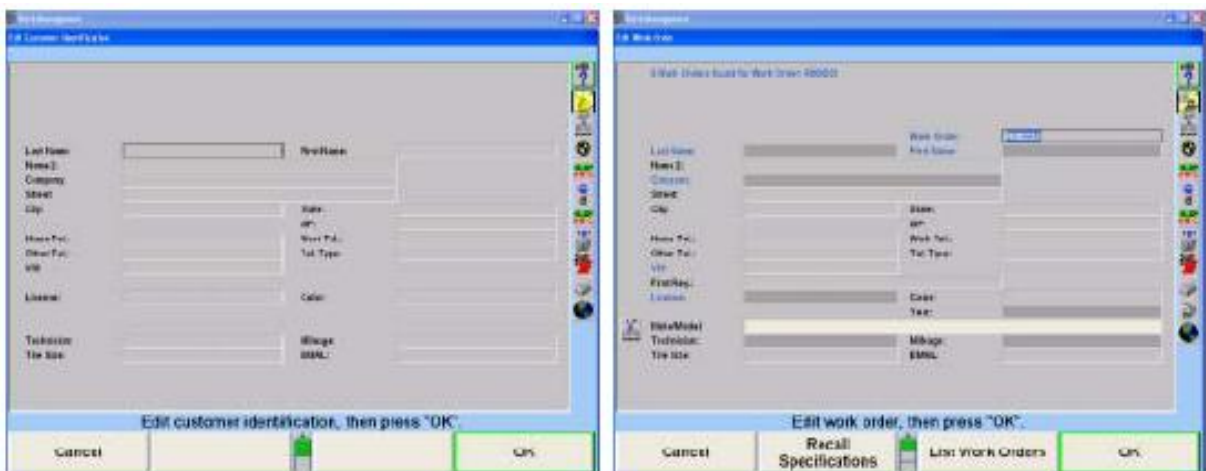 Edit Customer Identification
Last Name:
First Name:
Name 2:
Company:
Street:
City:
State:
ZIP:
Home Tel.:
Work Tel.:
Other Tel.:
Tel. Type:
VIN:
License:
Color:
Technician:
Mileage:
Tire Size:
Edit customer identification, then press "OK".
Cancel
OK
Edit Work Order
Work Order:
Last Name:
First Name:
Name 2:
Company:
Street:
City:
State:
ZIP:
Home Tel.:
Work Tel.:
Other Tel.:
Tel. Type:
VIN:
First Reg.:
License:
Color:
Year:
Make/Model:
Technician:
Mileage:
Tire Size:
Edit work order, then press "OK".
Cancel
Recall
Specifications
List Work Orders
OK